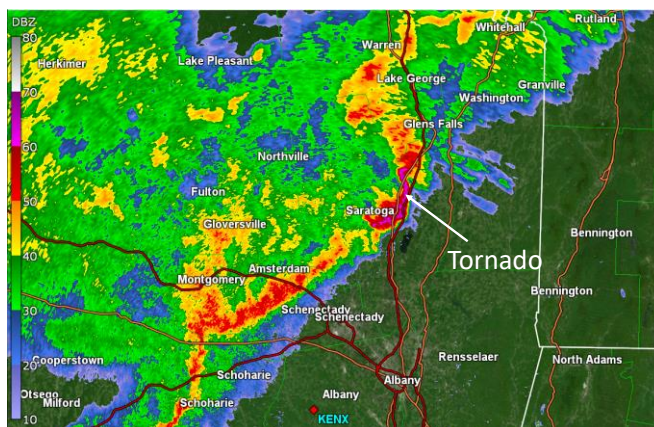 DBZ
80
70
60
50
40
30
20
10
Rutland
Whitehall
Warren
Herkimer
Lake Pleasant
Lake George
Granville
Washington
Glens Falls
Northville
Fulton
Saratoga
Gloversville
Bennington
Tornado
Amsterdam
Montgomery
Bennington
Schenectady
Schenectady
Rensselaer
North Adams
Cooperstown
Schoharie
Albany
Otsego
Milford
Schoharie
Albany
KENX